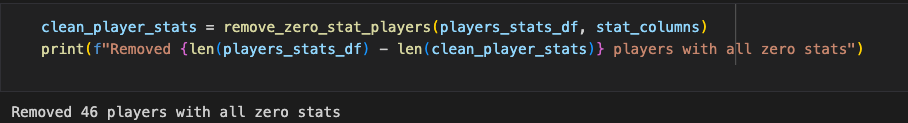 clean_player_stats = remove_zero_stat_players(players_stats_df, stat_columns)
print(f"Removed {len(players_stats_df) - len(clean_player_stats)} players with all zero stats")
Removed 46 players with all zero stats